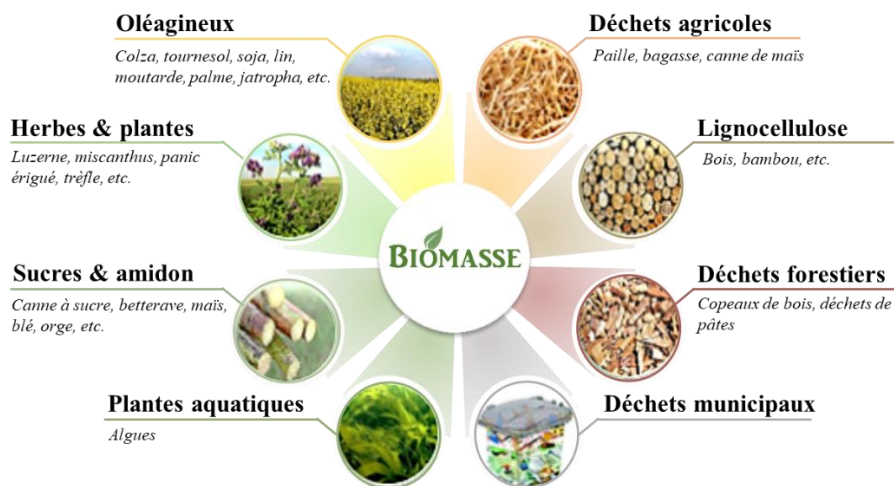 Oléagineux
Colza, tournesol, soja, lin,
moutarde, palme, jatropha, etc.
Déchets agricoles
Paille, bagasse, canne de maïs
Herbes & plantes
Luzerne, miscanthus, panic
érigué, trèfle, etc.
Lignocellulose
Bois, bambou, etc.
BIOMASSE
Sucres & amidon
Canne à sucre, betterave, maïs,
blé, orge, etc.
Déchets forestiers
Copeaux de bois, déchets de
pâtes
Plantes aquatiques
Algues
Déchets municipaux